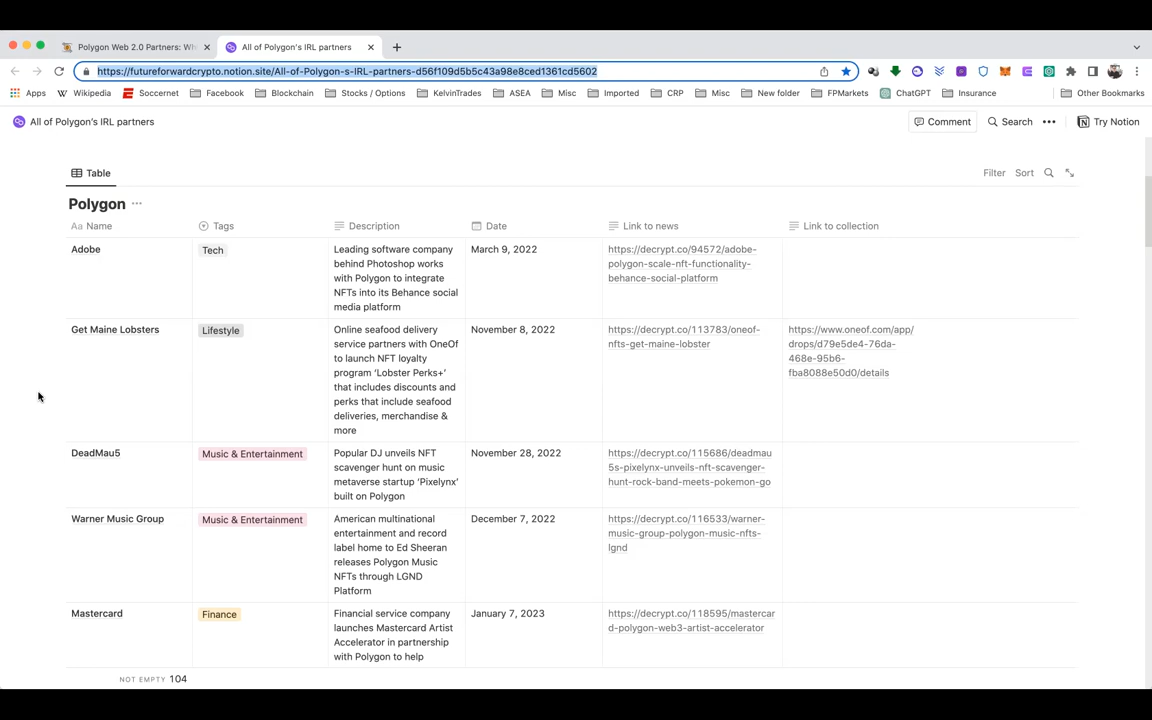 Polygon Web 2.0 Partners: Wh
All of Polygon's IRL partners
https://futureforwardcrypto.notion.site/All-of-Polygon-s-IRL-partners-d56f109d5b5c43a98e8ced1361cd5602
Apps
Wikipedia
Soccernet
Facebook
Blockchain
Stocks / Options
KelvinTrades
ASEA
Misc
Imported
CRP
Misc
New folder
FPMarkets
ChatGPT
Insurance
Other Bookmarks
All of Polygon's IRL partners
Comment
Search
Try Notion
Table
Filter
Sort
Polygon
Aa Name
Tags
Description
Date
Link to news
Link to collection
Adobe
Tech
Leading software company
behind Photoshop works
with Polygon to integrate
NFTs into its Behance social
media platform
March 9, 2022
https://decrypt.co/94572/adobe-
polygon-scale-nft-functionality-
behance-social-platform
Get Maine Lobsters
Lifestyle
Online seafood delivery
service partners with OneOf
to launch NFT loyalty
program ‘Lobster Perks+’
that includes discounts and
perks that include seafood
deliveries, merchandise &
more
November 8, 2022
https://decrypt.co/113783/oneof-
nfts-get-maine-lobster
https://www.oneof.com/app/
drops/d79e5de4-76da-
468e-95b6-
fba8088e50d0/details
DeadMau5
Music & Entertainment
Popular DJ unveils NFT
scavenger hunt on music
metaverse startup ‘Pixelynx’
built on Polygon
November 28, 2022
https://decrypt.co/115686/deadmau
5s-pixelynx-unveils-nft-scavenger-
hunt-rock-band-meets-pokemon-go
Warner Music Group
Music & Entertainment
American multinational
entertainment and record
label home to Ed Sheeran
releases Polygon Music
NFTs through LGND
Platform
December 7, 2022
https://decrypt.co/116533/warner-
music-group-polygon-music-nfts-
lgnd
Mastercard
Finance
Financial service company
launches Mastercard Artist
Accelerator in partnership
with Polygon to help
January 7, 2023
https://decrypt.co/118595/mastercar
d-polygon-web3-artist-accelerator
NOT EMPTY 104